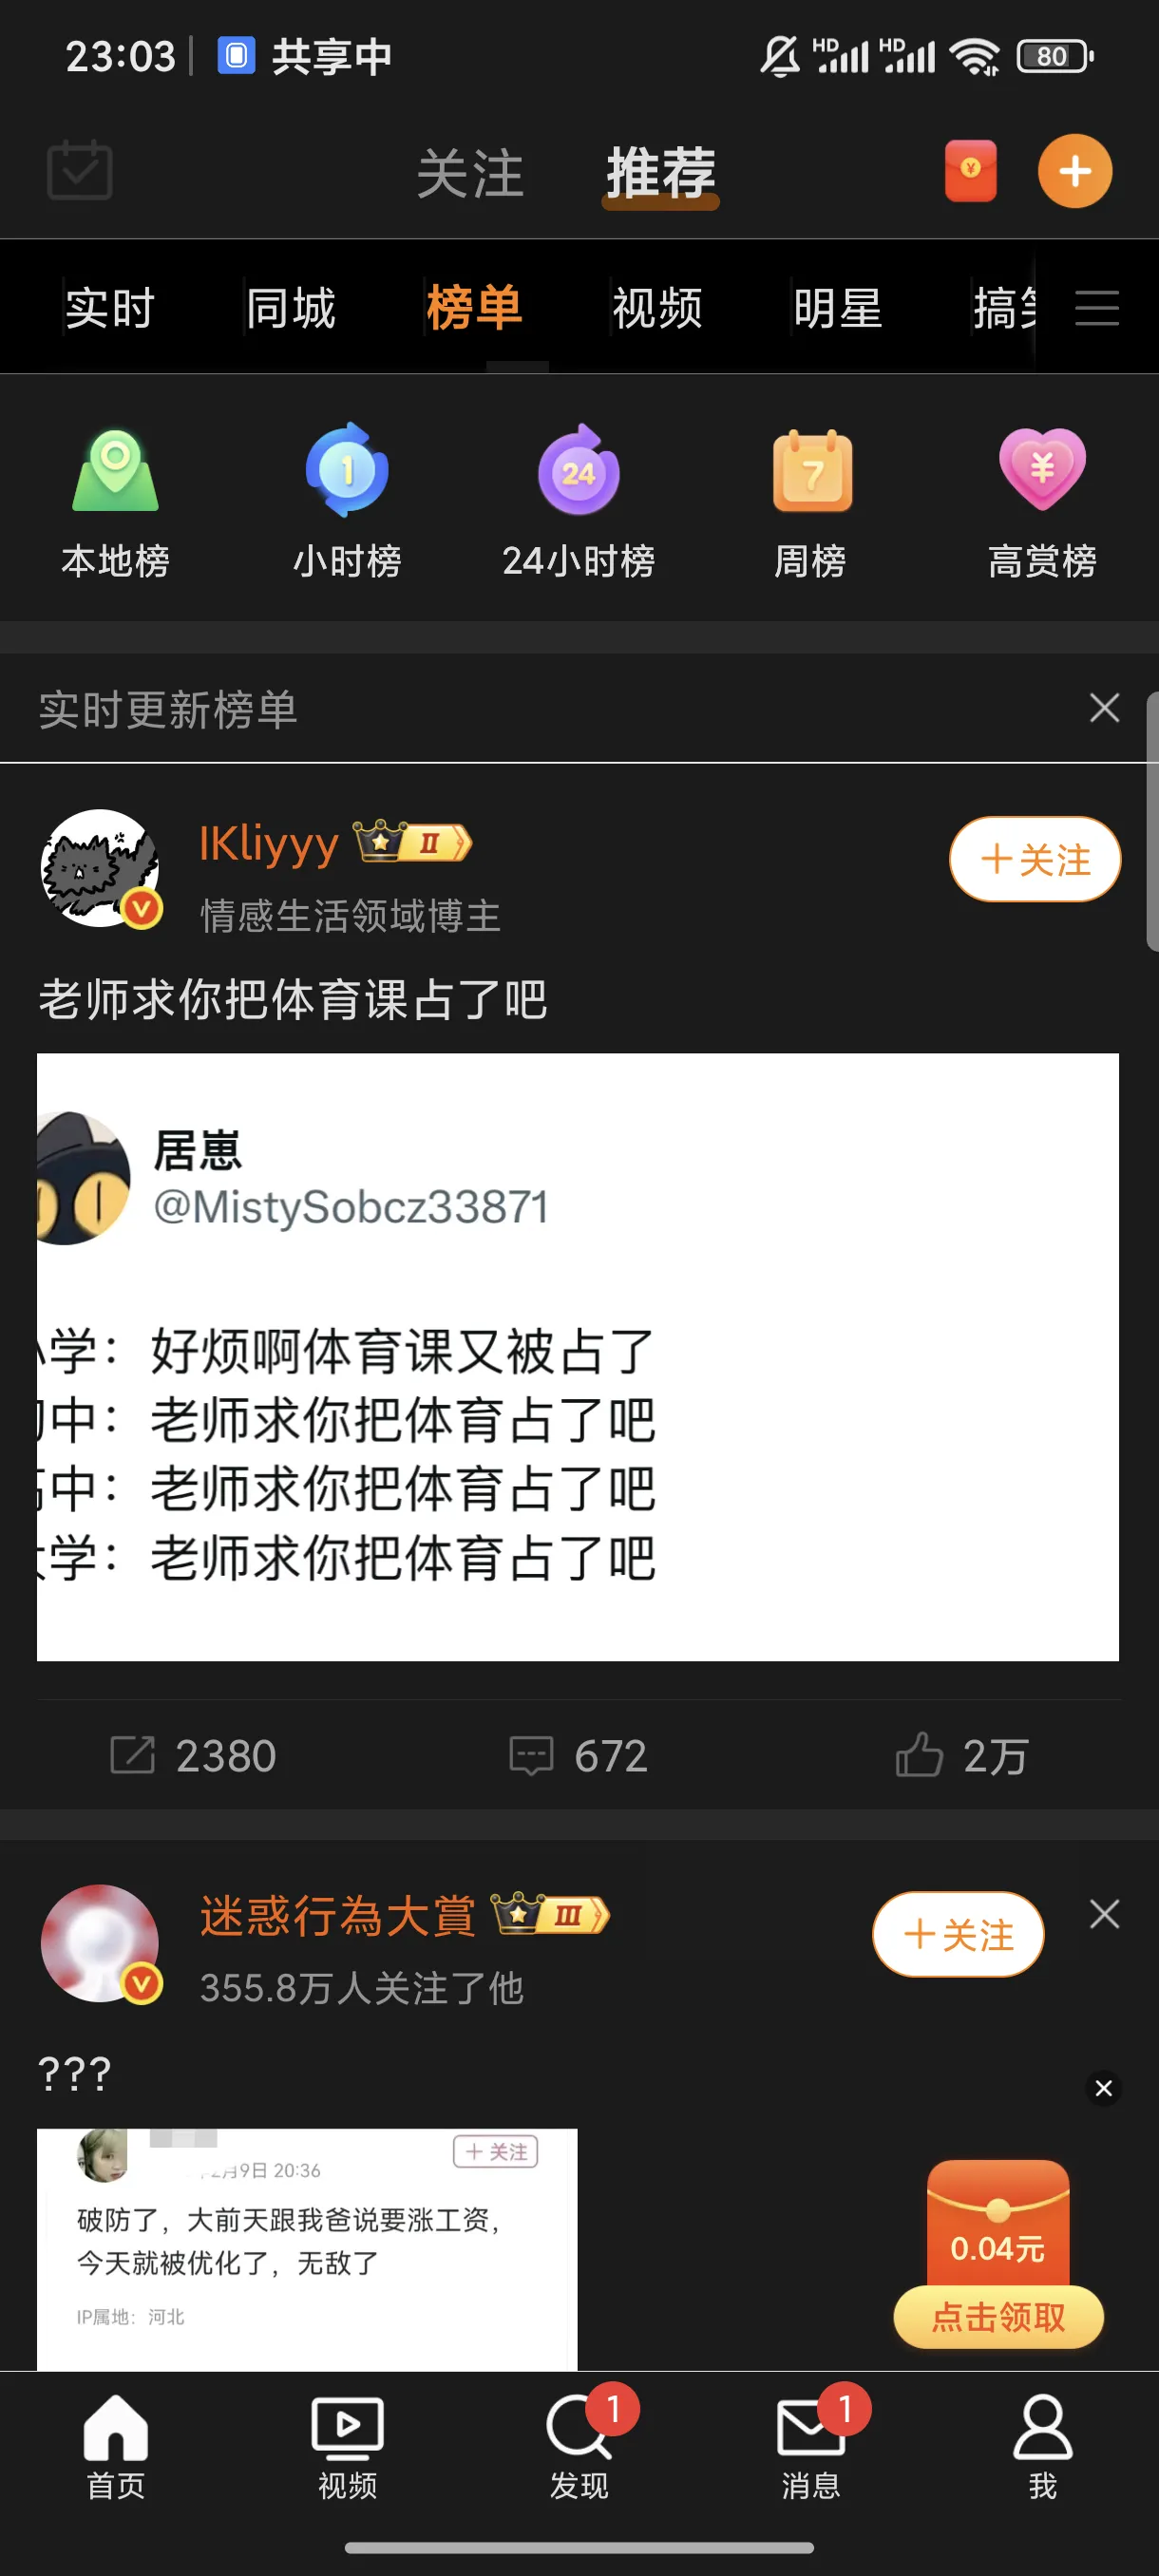 23:03
共享中
HD HD 80
关注 推荐
实时 同城 榜单 视频 明星
1 24 7 ¥
本地榜 小时榜 24小时榜 周榜 高赏榜
实时更新榜单
IKliyyy II
+关注
情感生活领域博主
老师求你把体育课占了吧
居崽
@MistySobcz33871
学：好烦啊体育课又被占了
中：老师求你把体育占了吧
中：老师求你把体育占了吧
学：老师求你把体育占了吧
2380 672 2万
迷惑行為大賞 III
+关注
355.8万人关注了他
???
+ 关注
月9日 20:36
破防了，大前天跟我爸说要涨工资，
今天就被优化了，无敌了
IP属地：河北
0.04元
点击领取
1 1
首页 视频 发现 消息 我